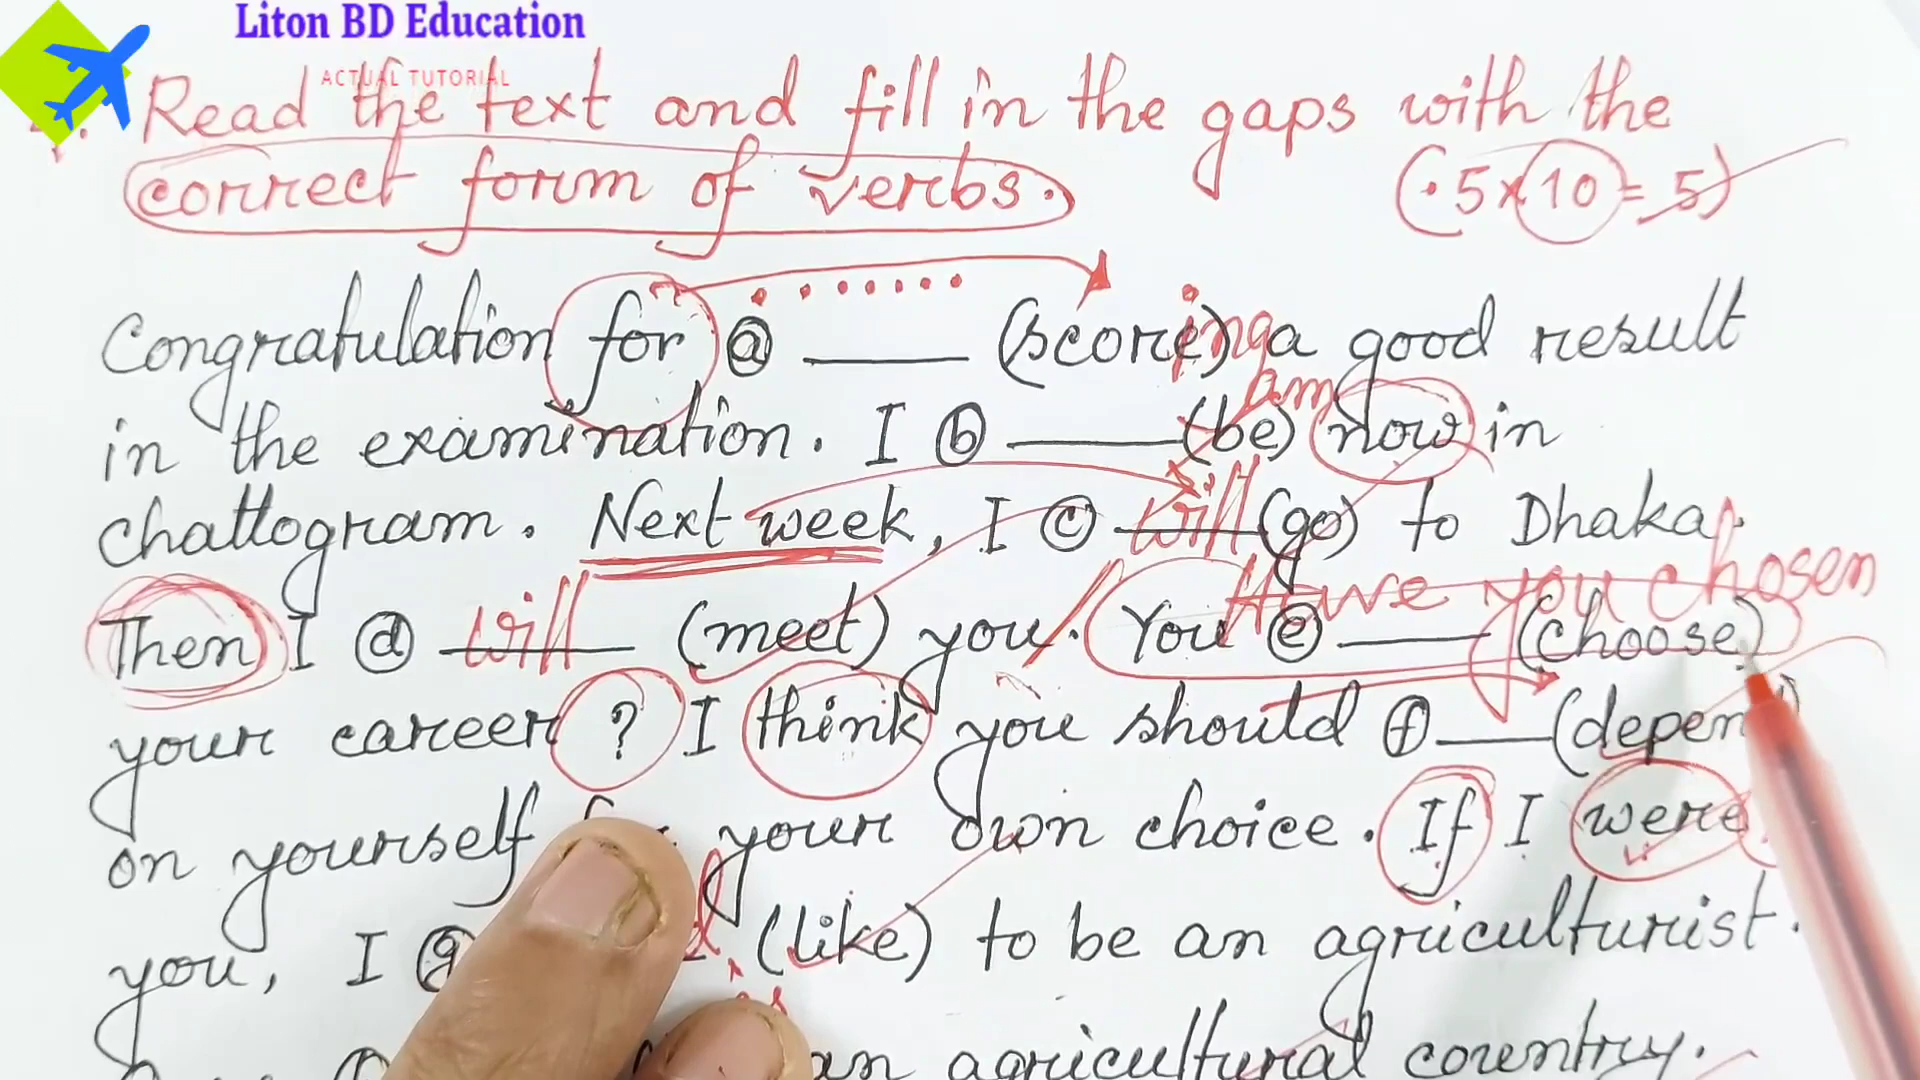 Liton BD Education
ACTUAL TUTORIAL
Read the text and fill in the gaps with the
correct form of verbs. (.5x10=5)
Congratulation for ⓐ ____ (score) ing a good result
in the examination. I ⓑ ____ (be) am now in
chattogram. Next week, I ⓒ will (go) to Dhaka.
Have you chosen
Then I ⓓ will (meet) you. You ⓔ ____ (choose)
your career? I think you should ⓕ ____ (depen
on yourself your own choice. If I were
you, I ⓖ (like) to be an agriculturist.
an agricultural country.